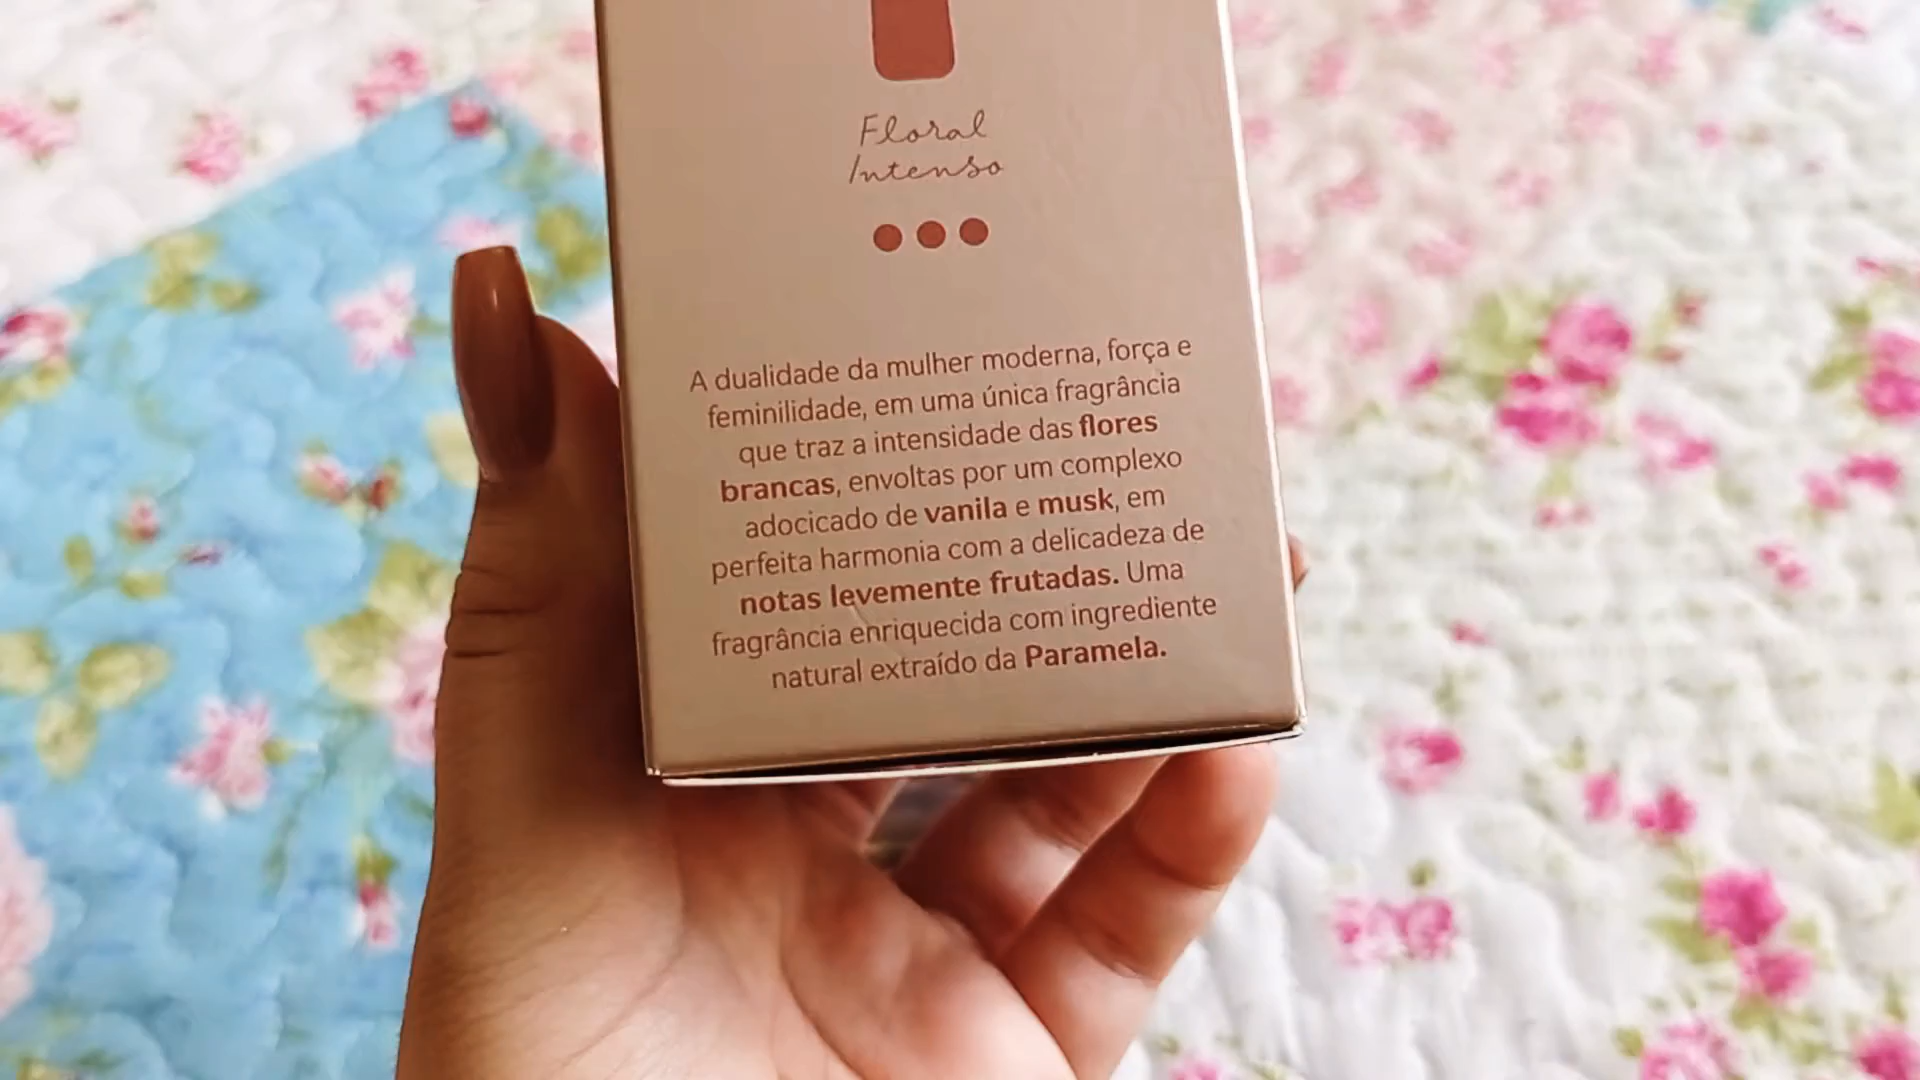 Floral
Intenso
A dualidade da mulher moderna, força e
feminilidade, em uma única fragrância
que traz a intensidade das flores
brancas, envoltas por um complexo
adocicado de vanila e musk, em
perfeita harmonia com a delicadeza de
notas levemente frutadas. Uma
fragrância enriquecida com ingrediente
natural extraído da Paramela.